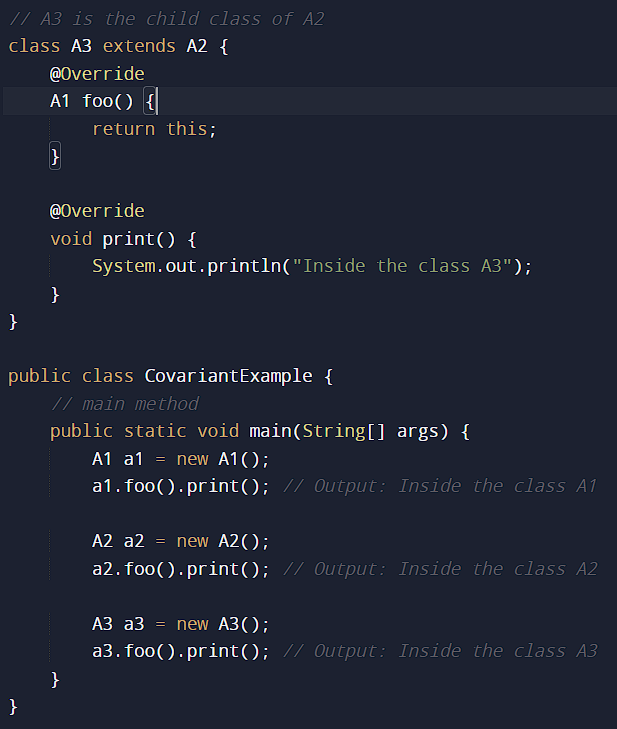 // A3 is the child class of A2
class A3 extends A2 {
    @Override
    A1 foo() {
        return this;
    }

    @Override
    void print() {
        System.out.println("Inside the class A3");
    }
}

public class CovariantExample {
    // main method
    public static void main(String[] args) {
        A1 a1 = new A1();
        a1.foo().print(); // Output: Inside the class A1

        A2 a2 = new A2();
        a2.foo().print(); // Output: Inside the class A2

        A3 a3 = new A3();
        a3.foo().print(); // Output: Inside the class A3
    }
}